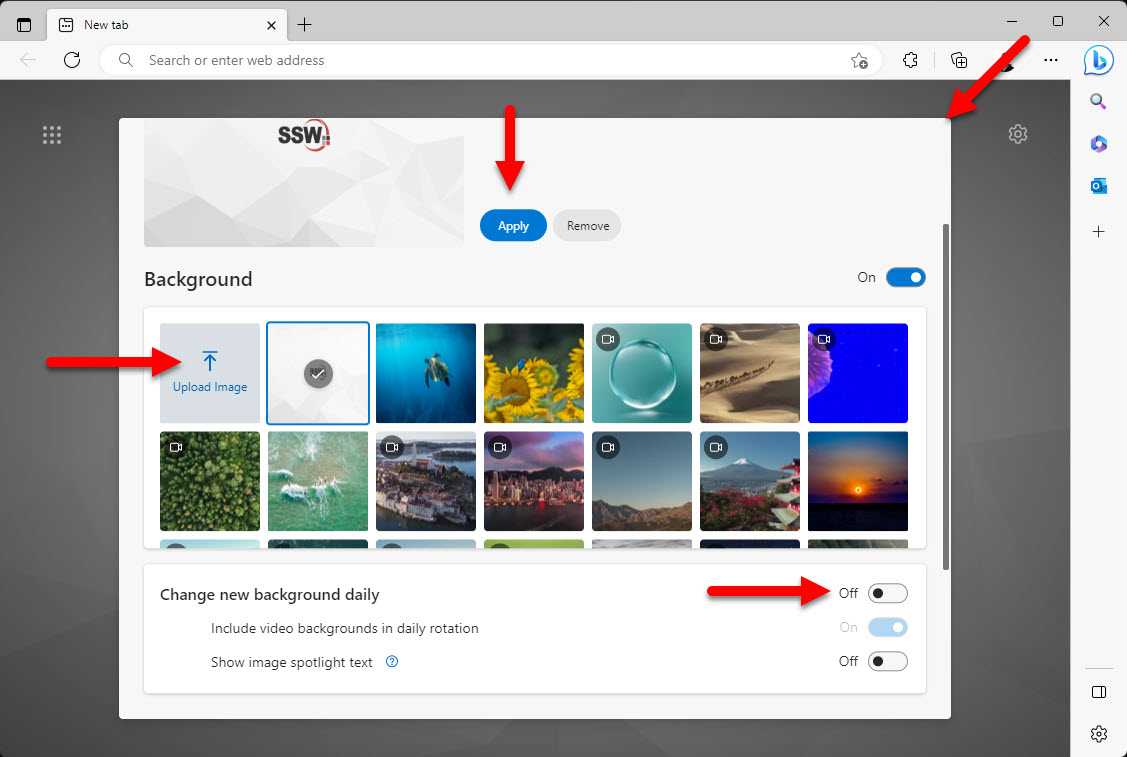 New tab
Search or enter web address
SSW
Apply
Remove
Background
On
Upload Image
Change new background daily
Off
Include video backgrounds in daily rotation
On
Show image spotlight text
Off